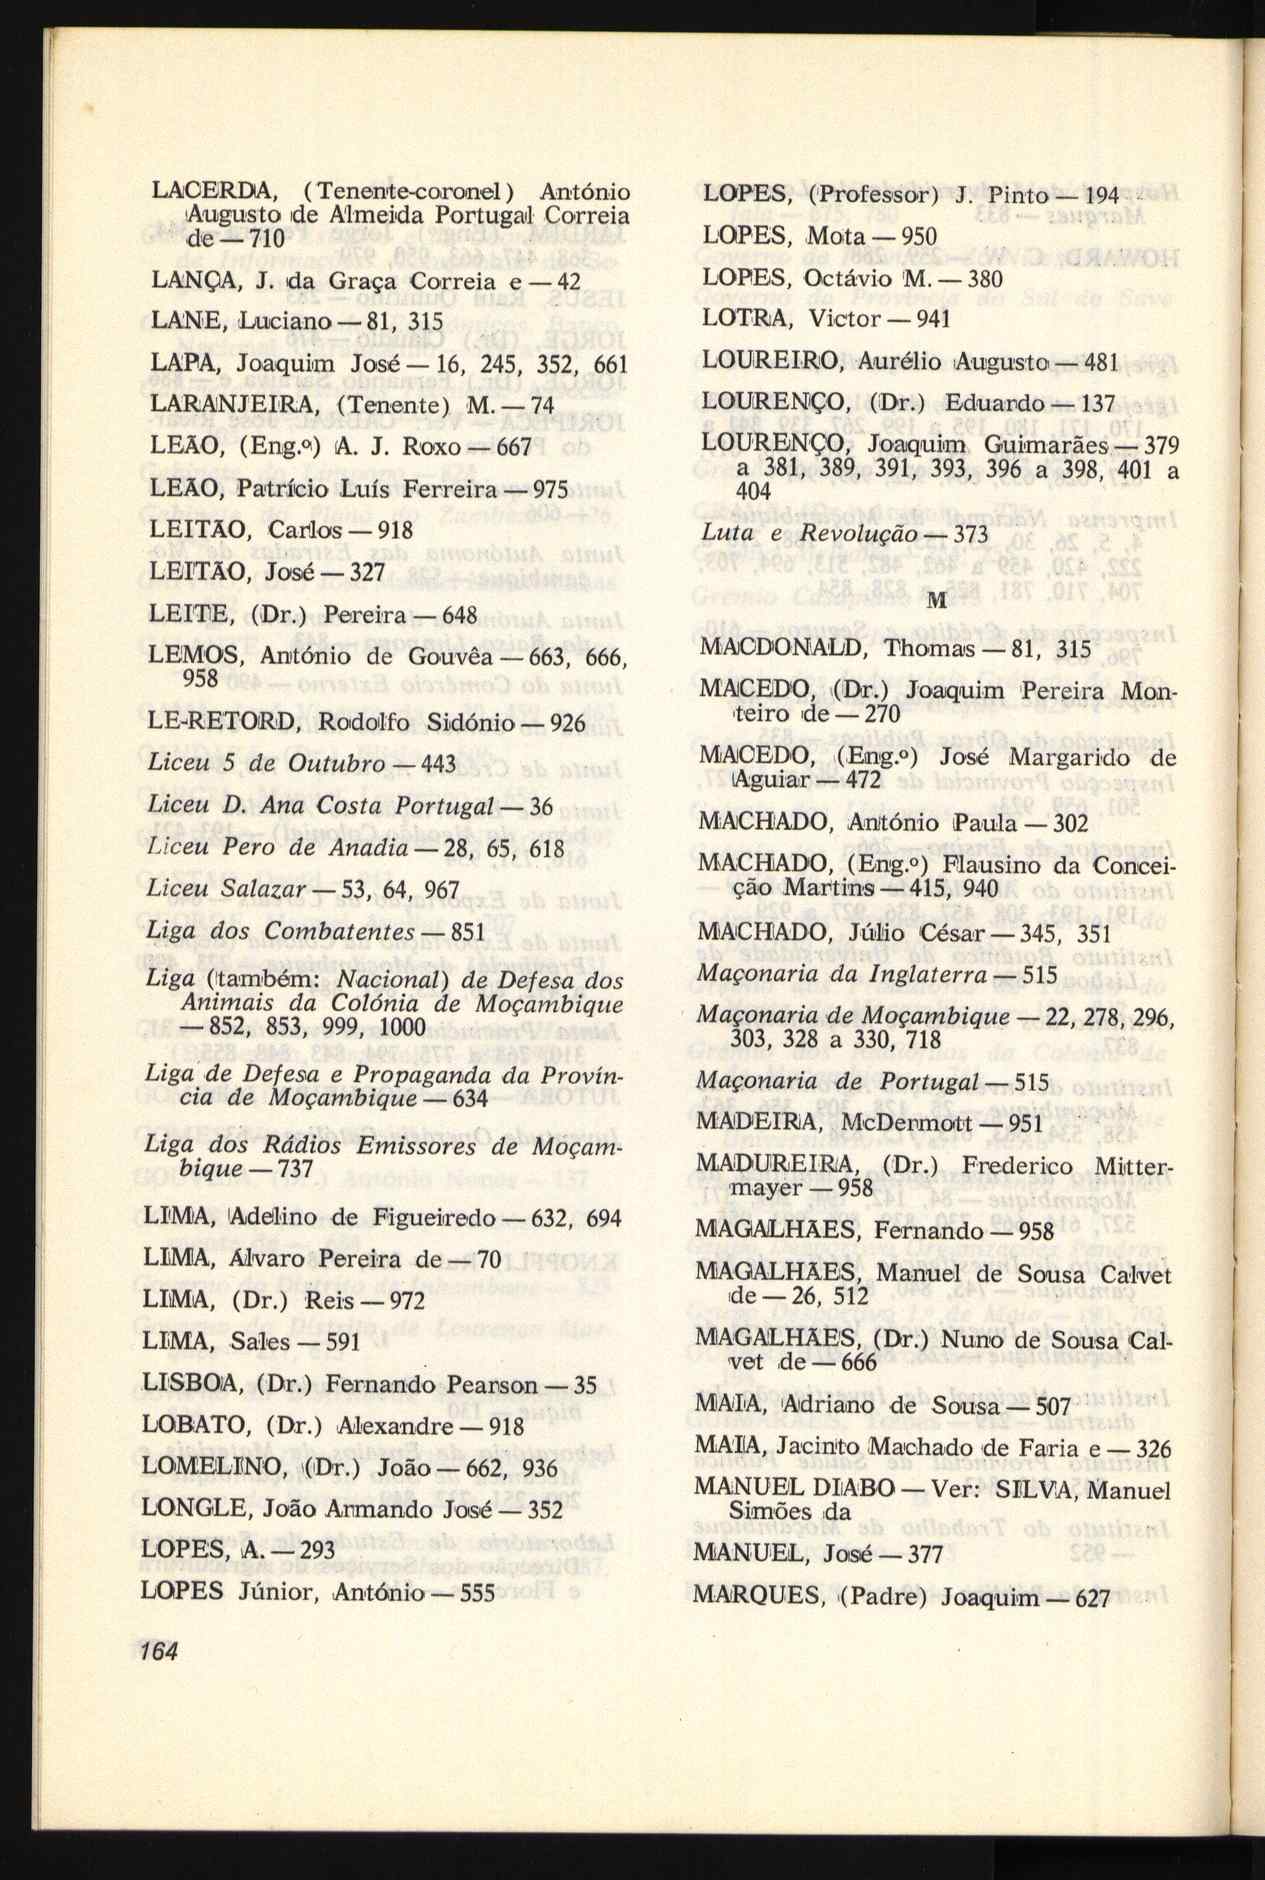 LACERDA, (Tenente-coronel) António
Augusto de Almeida Portugal Correia
de — 710
LANÇA, J. da Graça Correia e — 42
LANE, Luciano — 81, 315
LAPA, Joaquim José — 16, 245, 352, 661
LARANJEIRA, (Tenente) M. — 74
LEÃO, (Eng.º) A. J. Roxo — 667
LEÃO, Patrício Luís Ferreira — 975
LEITÃO, Carlos — 918
LEITÃO, José — 327
LEITE, (Dr.) Pereira — 648
LEMOS, António de Gouvêa — 663, 666,
958
LE-RETORD, Rodolfo Sidónio — 926
Liceu 5 de Outubro — 443
Liceu D. Ana Costa Portugal — 36
Liceu Pero de Anadia — 28, 65, 618
Liceu Salazar — 53, 64, 967
Liga dos Combatentes — 851
Liga (também: Nacional) de Defesa dos
Animais da Colónia de Moçambique
— 852, 853, 999, 1000
Liga de Defesa e Propaganda da Provín-
cia de Moçambique — 634
Liga dos Rádios Emissores de Moçam-
bique — 737
LIMA, Adelino de Figueiredo — 632, 694
LIMA, Álvaro Pereira de — 70
LIMA, (Dr.) Reis — 972
LIMA, Sales — 591
LISBOA, (Dr.) Fernando Pearson — 35
LOBATO, (Dr.) Alexandre — 918
LOMELINO, (Dr.) João — 662, 936
LONGLE, João Armando José — 352
LOPES, A. — 293
LOPES Júnior, António — 555
164
LOPES, (Professor) J. Pinto — 194
LOPES, Mota — 950
LOPES, Octávio M. — 380
LOTRA, Victor — 941
LOUREIRO, Aurélio Augusto — 481
LOURENÇO, (Dr.) Eduardo — 137
LOURENÇO, Joaquim Guimarães — 379
a 381, 389, 391, 393, 396 a 398, 401 a
404
Luta e Revolução — 373
M
MACDONALD, Thomas — 81, 315
MACEDO, (Dr.) Joaquim Pereira Mon-
teiro de — 270
MACEDO, (Eng.º) José Margarido de
Aguiar — 472
MACHADO, António Paula — 302
MACHADO, (Eng.º) Flausino da Concei-
ção Martins — 415, 940
MACHADO, Júlio César — 345, 351
Maçonaria da Inglaterra — 515
Maçonaria de Moçambique — 22, 278, 296,
303, 328 a 330, 718
Maçonaria de Portugal — 515
MADEIRA, McDermott — 951
MADUREIRA, (Dr.) Frederico Mitter-
mayer — 958
MAGALHÃES, Fernando — 958
MAGALHÃES, Manuel de Sousa Calvet
de — 26, 512
MAGALHÃES, (Dr.) Nuno de Sousa Cal-
vet de — 666
MAIA, Adriano de Sousa — 507
MAIA, Jacinto Machado de Faria e — 326
MANUEL DIABO — Ver: SILVA, Manuel
Simões da
MANUEL, José — 377
MARQUES, (Padre) Joaquim — 627